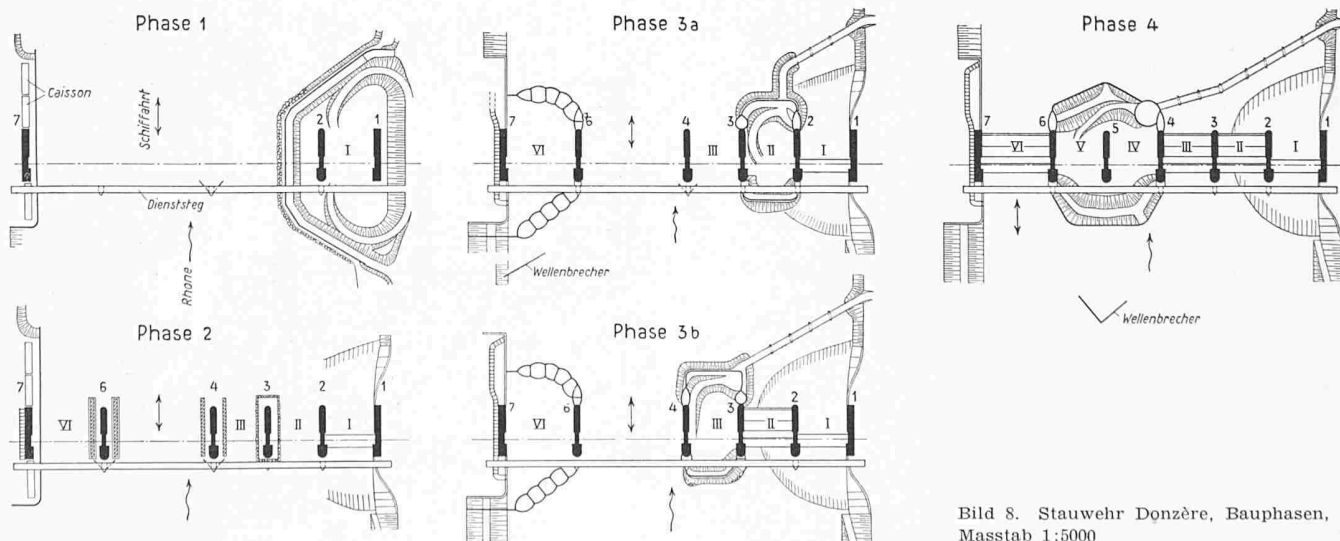 Phase 1
Caisson
7
Schiffahrt
2
I
1
Dienststeg
Rhone
Phase 2
7
VI
6
4
III
3
II
2
I
1
Phase 3a
7
VI
6
4
III
3
II
2
I
1
Wellenbrecher
Phase 3b
7
VI
6
4
III
3
II
2
I
1
Phase 4
7
VI
6
V
5
IV
4
III
3
II
2
I
1
Wellenbrecher
Bild 8. Stauwehr Donzère, Bauphasen,
Masstab 1:5000